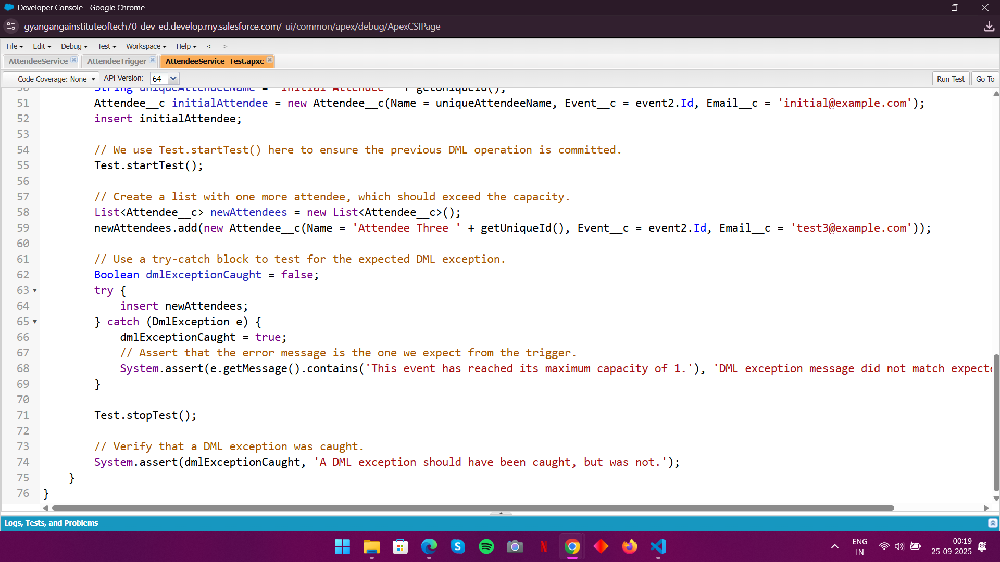 Developer Console - Google Chrome
gyangangainstituteoftech70-dev-ed.develop.my.salesforce.com/_ui/common/apex/debug/ApexCSIPage
File Edit Debug Test Workspace Help < >
AttendeeService AttendeeTrigger AttendeeService_Test.apxc
Code Coverage: None API Version: 64 Run Test Go To
50 String uniqueAttendeeName = 'Initial Attendee ' + getUniqueId();
51 Attendee__c initialAttendee = new Attendee__c(Name = uniqueAttendeeName, Event__c = event2.Id, Email__c = 'initial@example.com');
52 insert initialAttendee;
53
54 // We use Test.startTest() here to ensure the previous DML operation is committed.
55 Test.startTest();
56
57 // Create a list with one more attendee, which should exceed the capacity.
58 List<Attendee__c> newAttendees = new List<Attendee__c>();
59 newAttendees.add(new Attendee__c(Name = 'Attendee Three ' + getUniqueId(), Event__c = event2.Id, Email__c = 'test3@example.com'));
60
61 // Use a try-catch block to test for the expected DML exception.
62 Boolean dmlExceptionCaught = false;
63 try {
64 insert newAttendees;
65 } catch (DmlException e) {
66 dmlExceptionCaught = true;
67 // Assert that the error message is the one we expect from the trigger.
68 System.assert(e.getMessage().contains('This event has reached its maximum capacity of 1.'), 'DML exception message did not match expecte
69 }
70
71 Test.stopTest();
72
73 // Verify that a DML exception was caught.
74 System.assert(dmlExceptionCaught, 'A DML exception should have been caught, but was not.');
75 }
76 }
Logs, Tests, and Problems
ENG
IN
00:19
25-09-2025